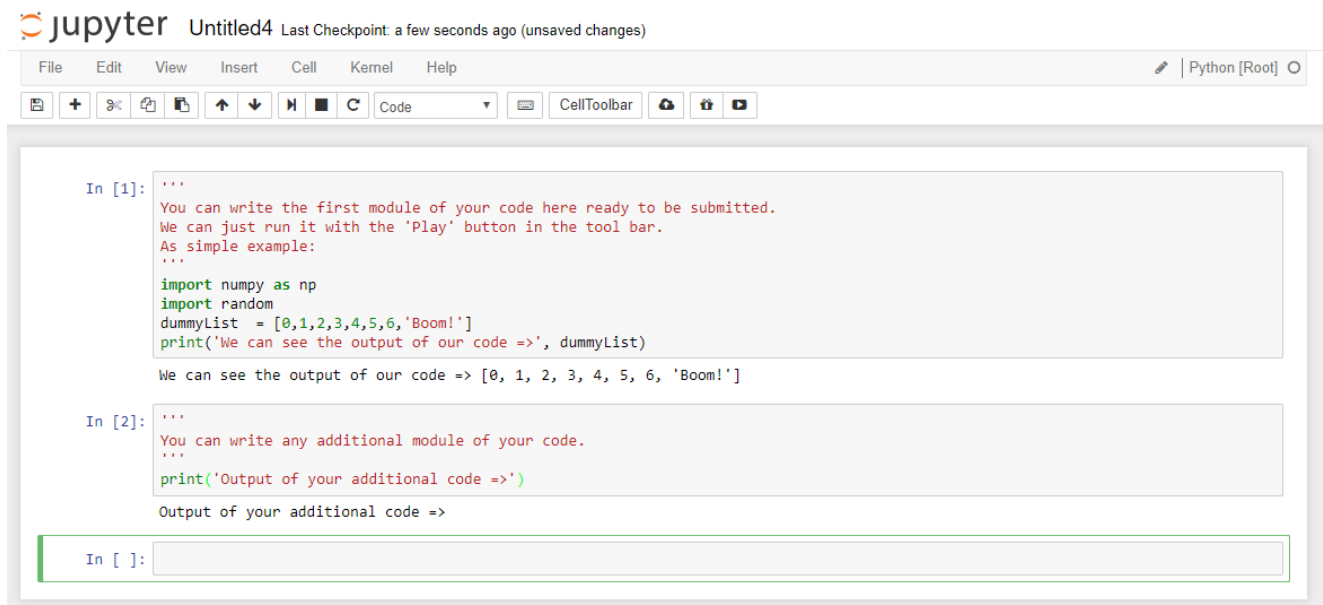 jupyter Untitled4 Last Checkpoint: a few seconds ago (unsaved changes)
File Edit View Insert Cell Kernel Help Python [Root]
Code CellToolbar
In [1]: '''
You can write the first module of your code here ready to be submitted.
We can just run it with the 'Play' button in the tool bar.
As simple example:
'''
import numpy as np
import random
dummyList  = [0,1,2,3,4,5,6,'Boom!']
print('We can see the output of our code =>', dummyList)
We can see the output of our code => [0, 1, 2, 3, 4, 5, 6, 'Boom!']
In [2]: '''
You can write any additional module of your code.
'''
print('Output of your additional code =>')
Output of your additional code =>
In [ ]: